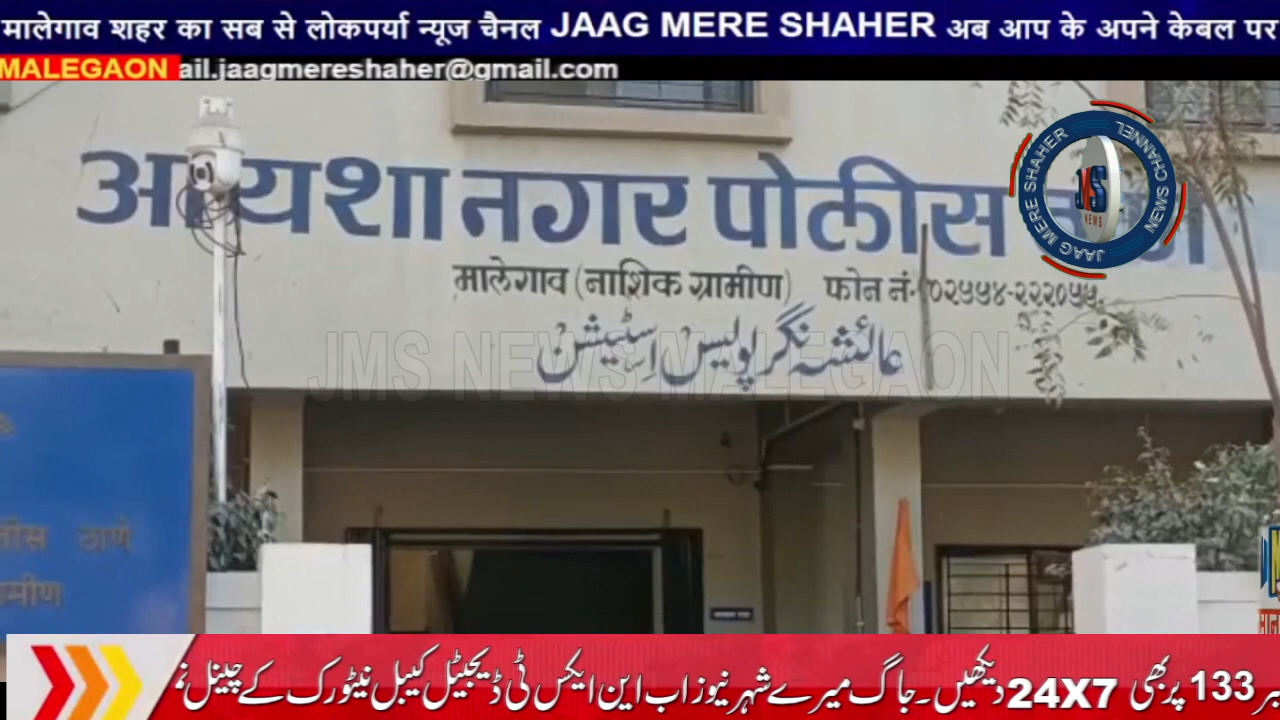 मालेगाव शहर का सब से लोकपर्या न्यूज चैनल JAAG MERE SHAHER अब आप के अपने केबल पर
MALEGAON ail.jaagmereshaher@gmail.com
JAAG MERE SHAHER NEWS CHANNEL
JMS
NEWS
आयशा नगर पोलीस
मालेगाव (नाशिक ग्रामीण) फोन नं. ०२५५४-२२२०५५
عائشہ نگر پولیس اسٹیشن
JMS NEWS MALEGAON
ठाणे
133 پر بھی 24X7 دیکھیں۔ جاگ میرے شہر نیوز اب این ایکس ٹی ڈیجیٹل کیبل نیٹورک کے چینل